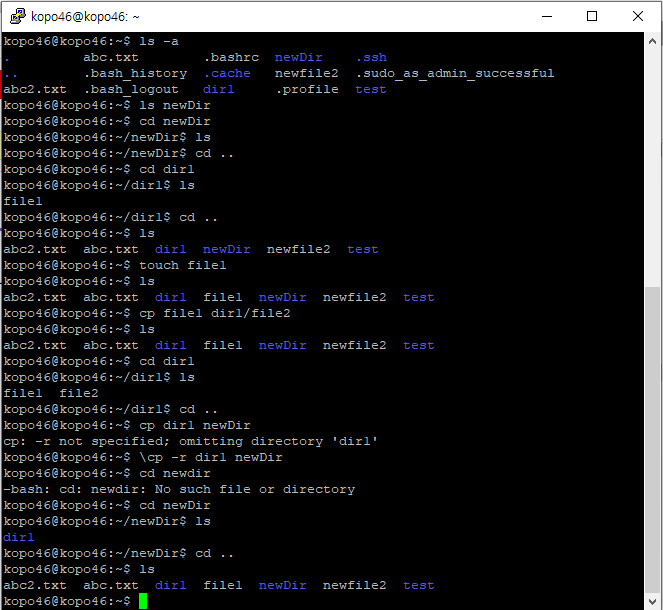 kopo46@kopo46: ~
kopo46@kopo46:~$ ls -a
. abc.txt .bashrc newDir .ssh
.. .bash_history .cache newfile2 .sudo_as_admin_successful
abc2.txt .bash_logout dir1 .profile test
kopo46@kopo46:~$ ls newDir
kopo46@kopo46:~$ cd newDir
kopo46@kopo46:~/newDir$ ls
kopo46@kopo46:~/newDir$ cd ..
kopo46@kopo46:~$ cd dir1
kopo46@kopo46:~/dir1$ ls
file1
kopo46@kopo46:~/dir1$ cd ..
kopo46@kopo46:~$ ls
abc2.txt abc.txt dir1 newDir newfile2 test
kopo46@kopo46:~$ touch file1
kopo46@kopo46:~$ ls
abc2.txt abc.txt dir1 file1 newDir newfile2 test
kopo46@kopo46:~$ cp file1 dir1/file2
kopo46@kopo46:~$ ls
abc2.txt abc.txt dir1 file1 newDir newfile2 test
kopo46@kopo46:~$ cd dir1
kopo46@kopo46:~/dir1$ ls
file1 file2
kopo46@kopo46:~/dir1$ cd ..
kopo46@kopo46:~$ cp dir1 newDir
cp: -r not specified; omitting directory 'dir1'
kopo46@kopo46:~$ \cp -r dir1 newDir
kopo46@kopo46:~$ cd newdir
-bash: cd: newdir: No such file or directory
kopo46@kopo46:~$ cd newDir
kopo46@kopo46:~/newDir$ ls
dir1
kopo46@kopo46:~/newDir$ cd ..
kopo46@kopo46:~$ ls
abc2.txt abc.txt dir1 file1 newDir newfile2 test
kopo46@kopo46:~$